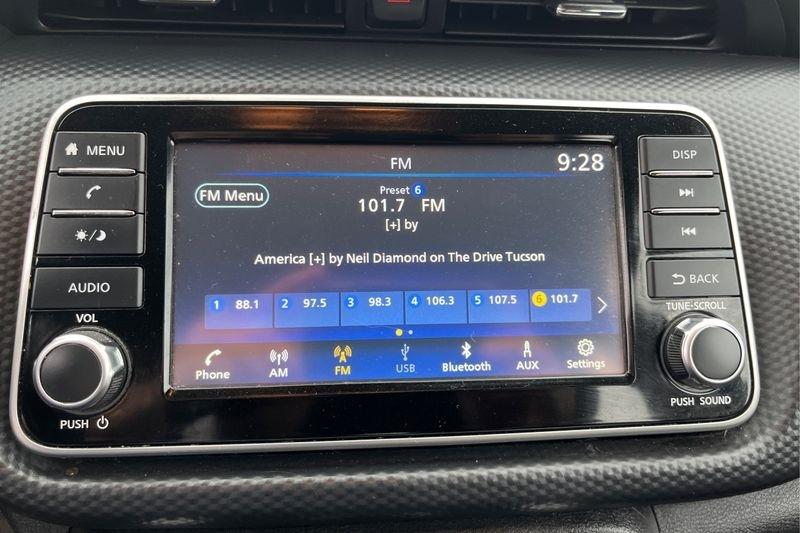 MENU
AUDIO
VOL
PUSH
FM
9:28
FM Menu
Preset 6
101.7 FM
[+] by
America [+] by Neil Diamond on The Drive Tucson
1 88.1 2 97.5 3 98.3 4 106.3 5 107.5 6 101.7
Phone AM FM USB Bluetooth AUX Settings
DISP
BACK
TUNE·SCROLL
PUSH SOUND